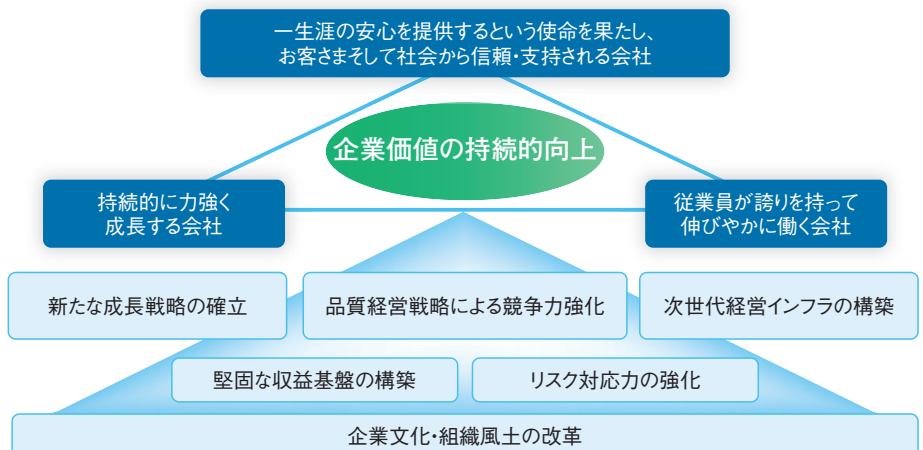 一生涯の安心を提供するという使命を果たし、
お客さまそして社会から信頼・支持される会社
企業価値の持続的向上
持続的に力強く
成長する会社
従業員が誇りを持って
伸びやかに働く会社
新たな成長戦略の確立
品質経営戦略による競争力強化
次世代経営インフラの構築
堅固な収益基盤の構築
リスク対応力の強化
企業文化・組織風土の改革